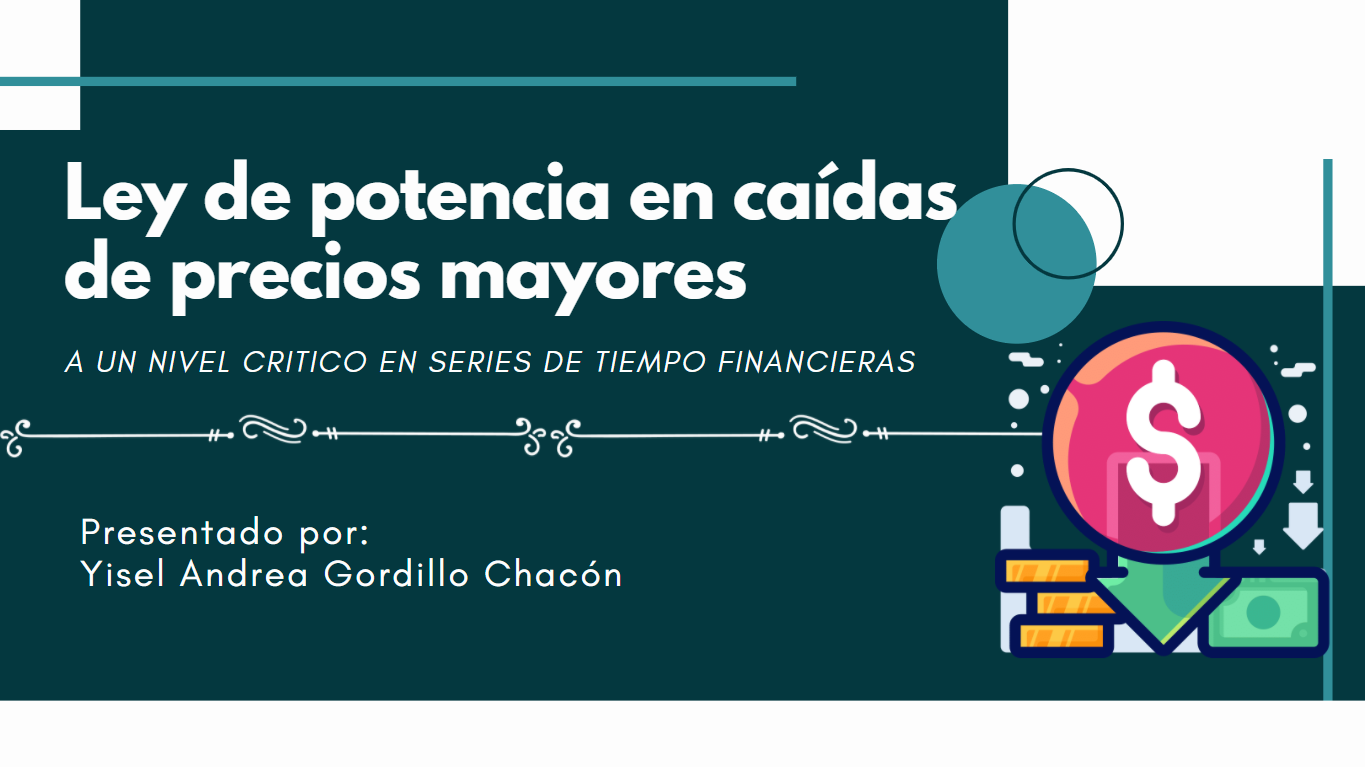 Ley de potencia en caídas
de precios mayores
A UN NIVEL CRITICO EN SERIES DE TIEMPO FINANCIERAS
Presentado por:
Yisel Andrea Gordillo Chacón
$